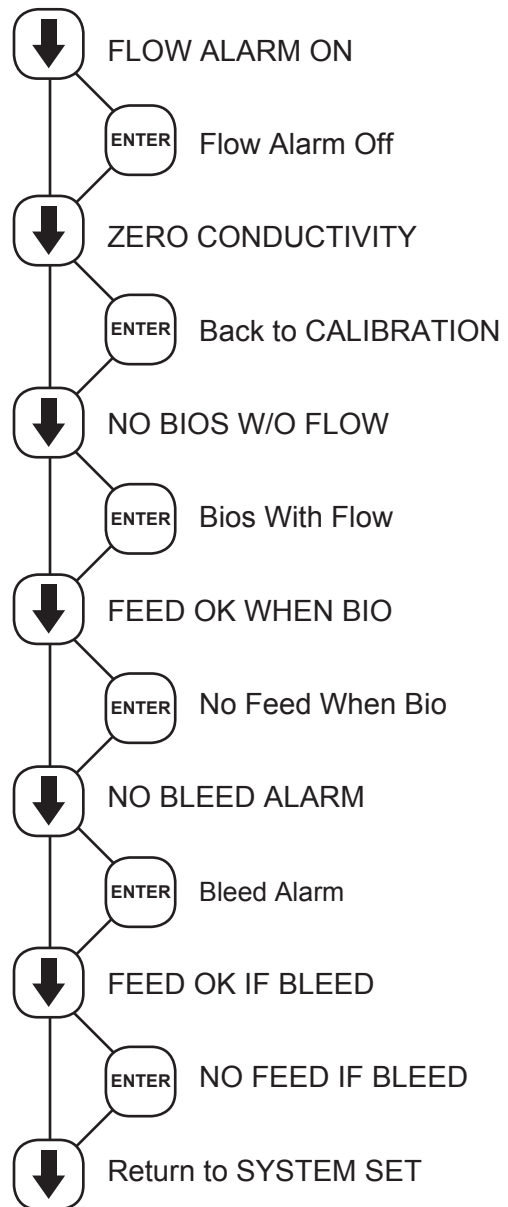 FLOW ALARM ON
ENTER Flow Alarm Off
ZERO CONDUCTIVITY
ENTER Back to CALIBRATION
NO BIOS W/O FLOW
ENTER Bios With Flow
FEED OK WHEN BIO
ENTER No Feed When Bio
NO BLEED ALARM
ENTER Bleed Alarm
FEED OK IF BLEED
ENTER NO FEED IF BLEED
Return to SYSTEM SET